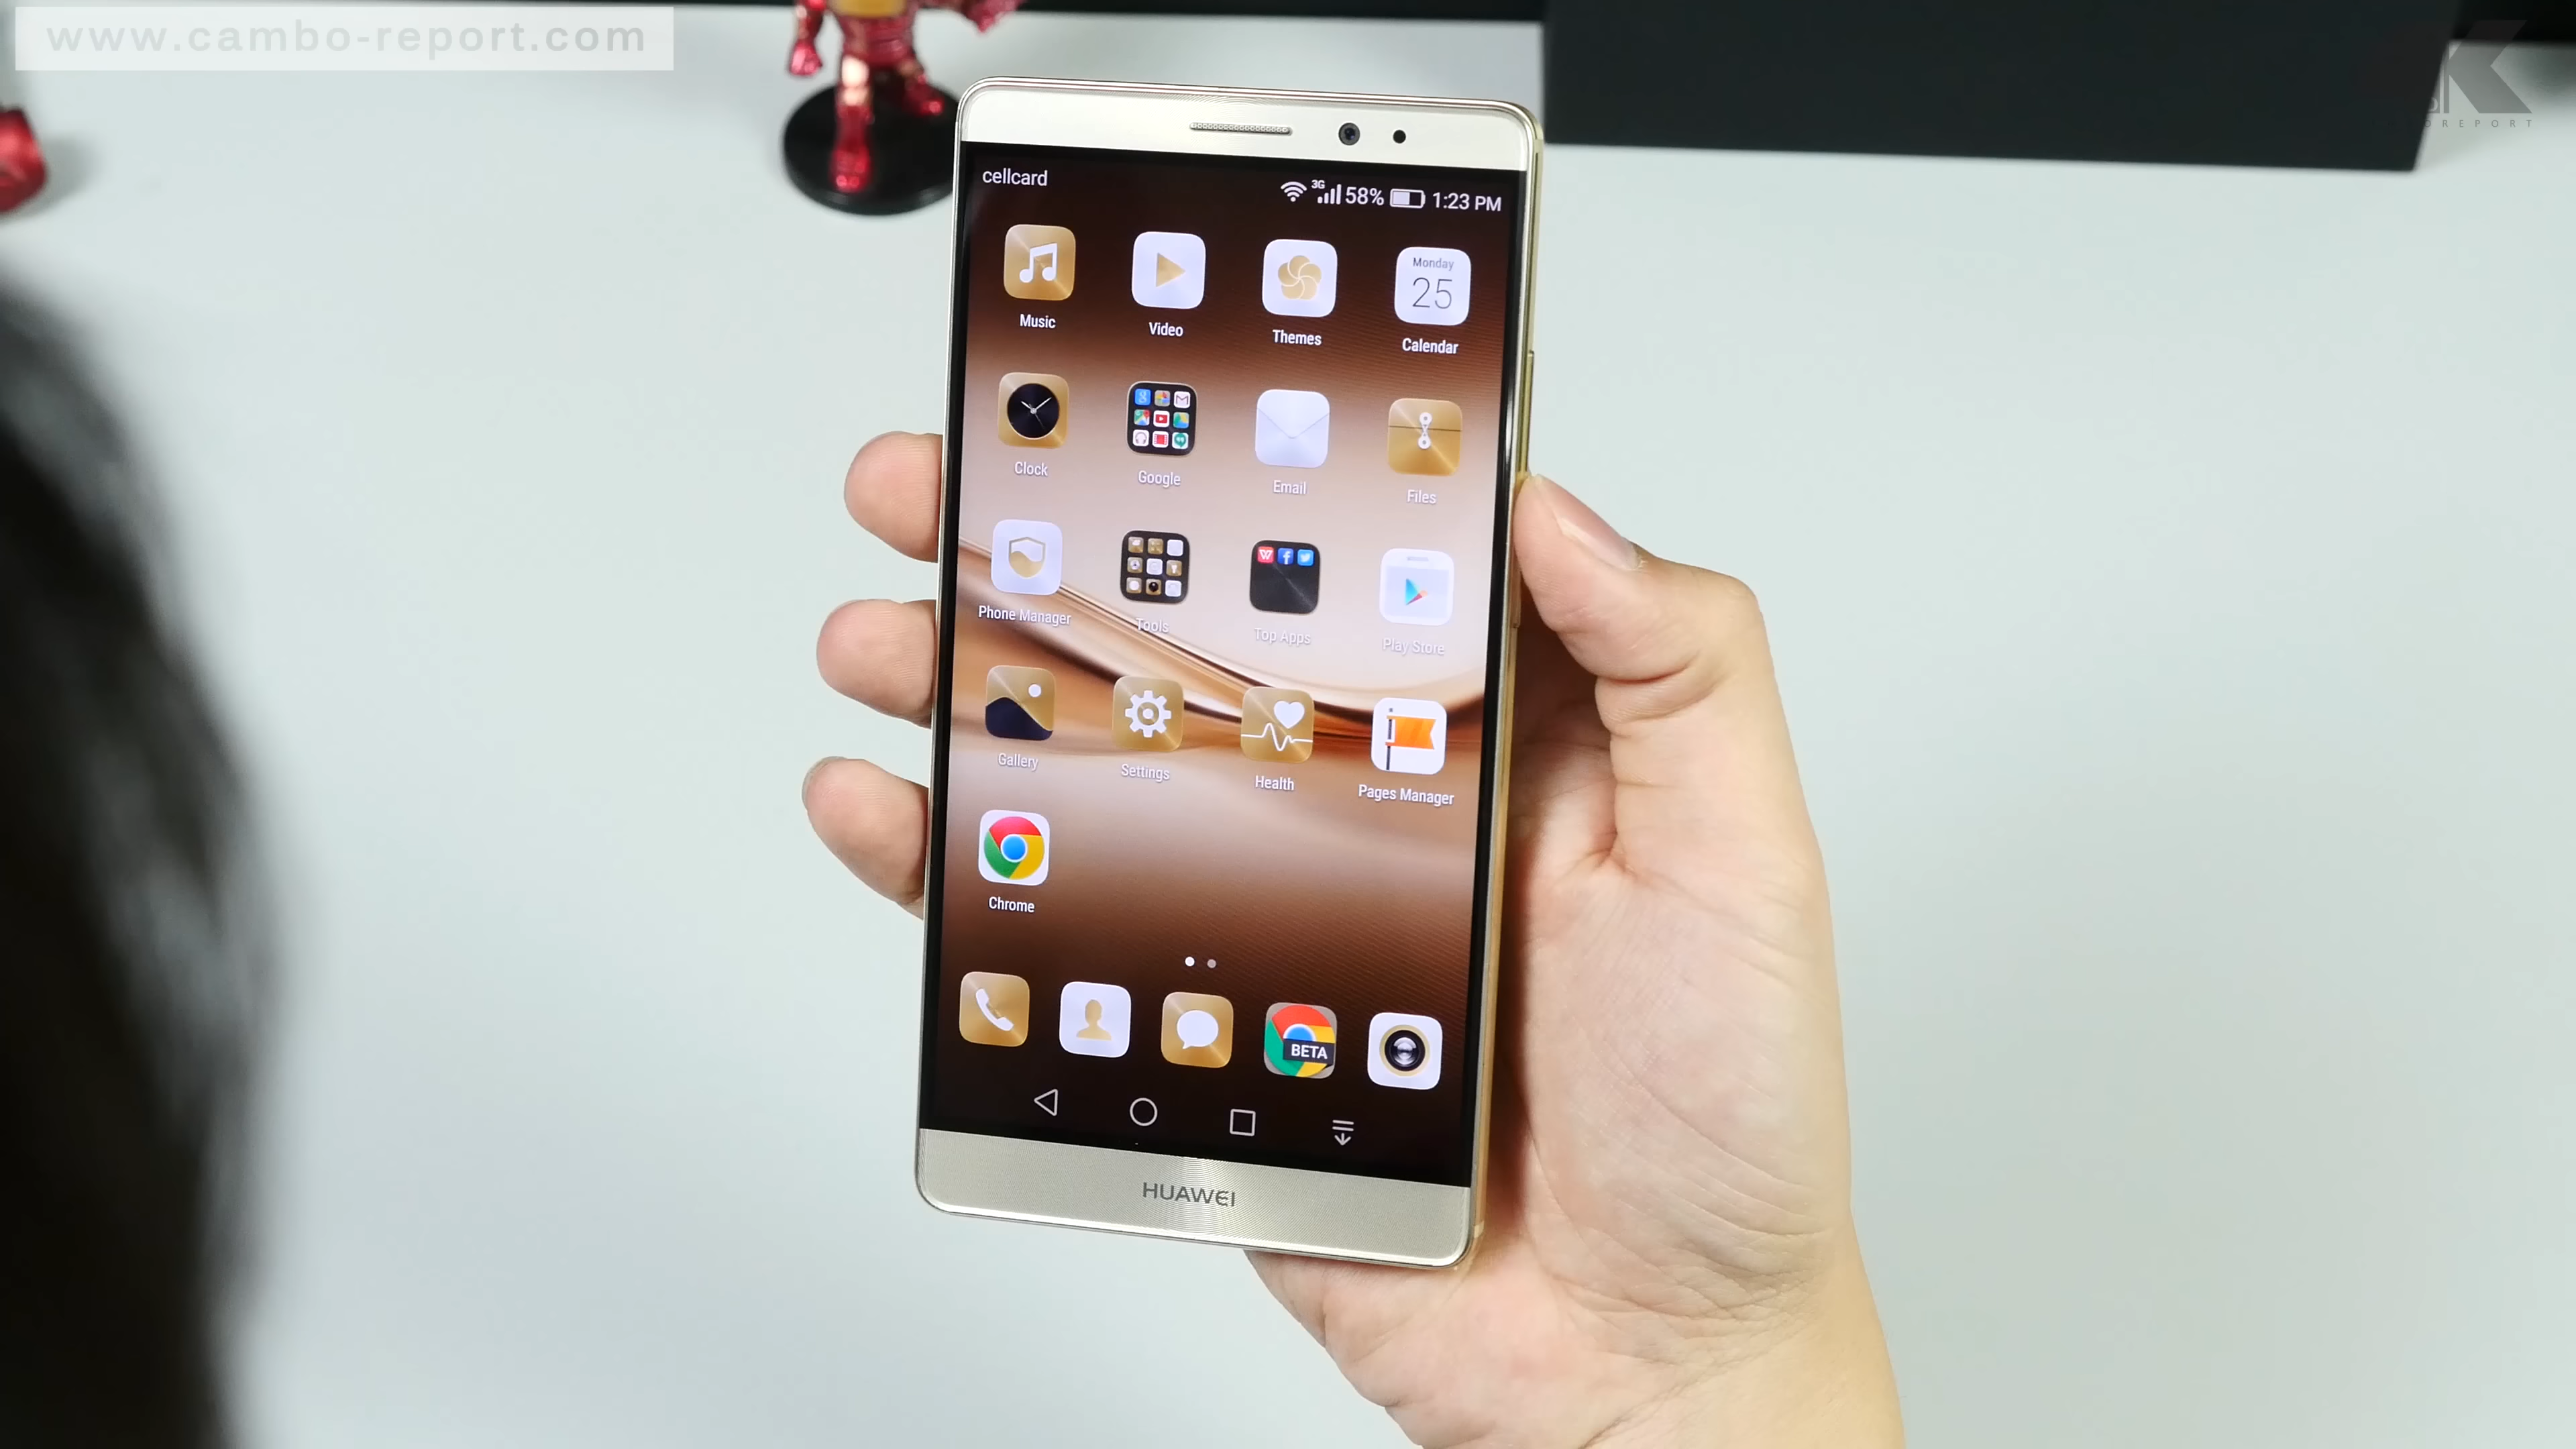 www.cambo-report.com
OREPORT
cellcard
3G 58% 1:23 PM
Music
Video
Themes
Monday
25
Calendar
Clock
Google
Email
Files
Phone Manager
Tools
Top Apps
Play Store
Gallery
Settings
Health
Pages Manager
Chrome
BETA
HUAWEI